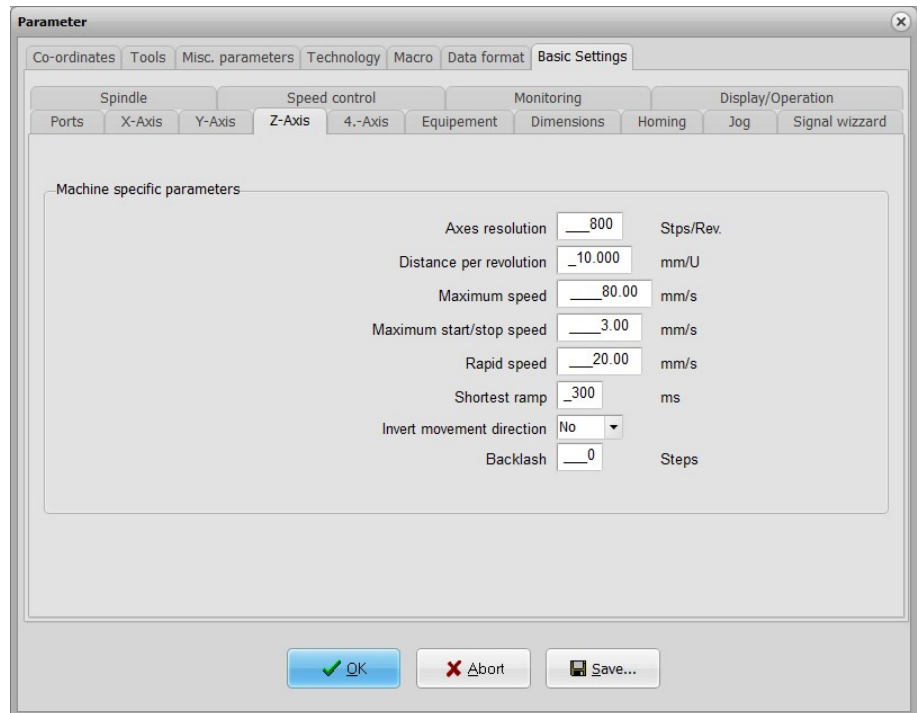 Parameter
Co-ordinates Tools Misc. parameters Technology Macro Data format Basic Settings
Spindle Speed control Monitoring Display/Operation
Ports X-Axis Y-Axis Z-Axis 4.-Axis Equipement Dimensions Homing Jog Signal wizzard
Machine specific parameters
Axes resolution ___800 Stps/Rev.
Distance per revolution _10.000 mm/U
Maximum speed ____80.00 mm/s
Maximum start/stop speed ____3.00 mm/s
Rapid speed ___20.00 mm/s
Shortest ramp _300 ms
Invert movement direction No
Backlash ___0 Steps
OK Abort Save...